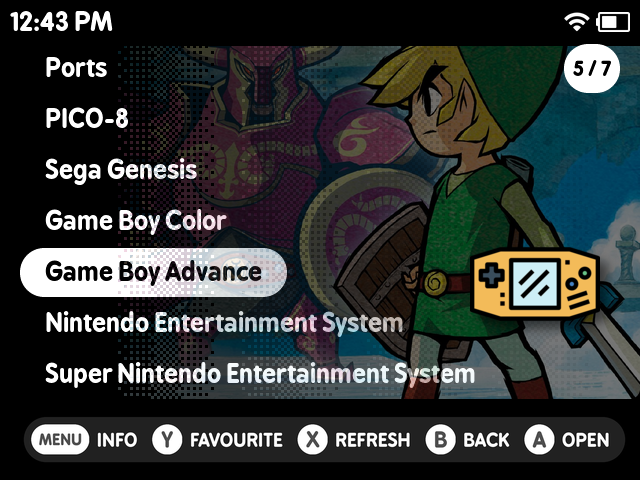 12:43 PM
Ports
5 / 7
PICO-8
Sega Genesis
Game Boy Color
Game Boy Advance
Nintendo Entertainment System
Super Nintendo Entertainment System
MENU INFO Y FAVOURITE X REFRESH B BACK A OPEN